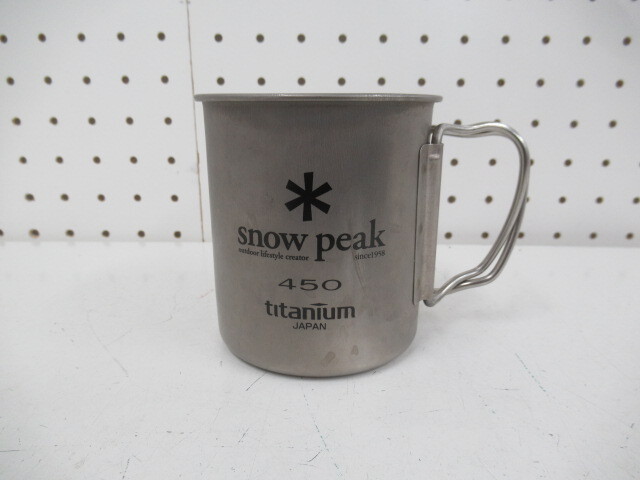 snow peak
outdoor lifestyle creator since1958
450
titanium
JAPAN